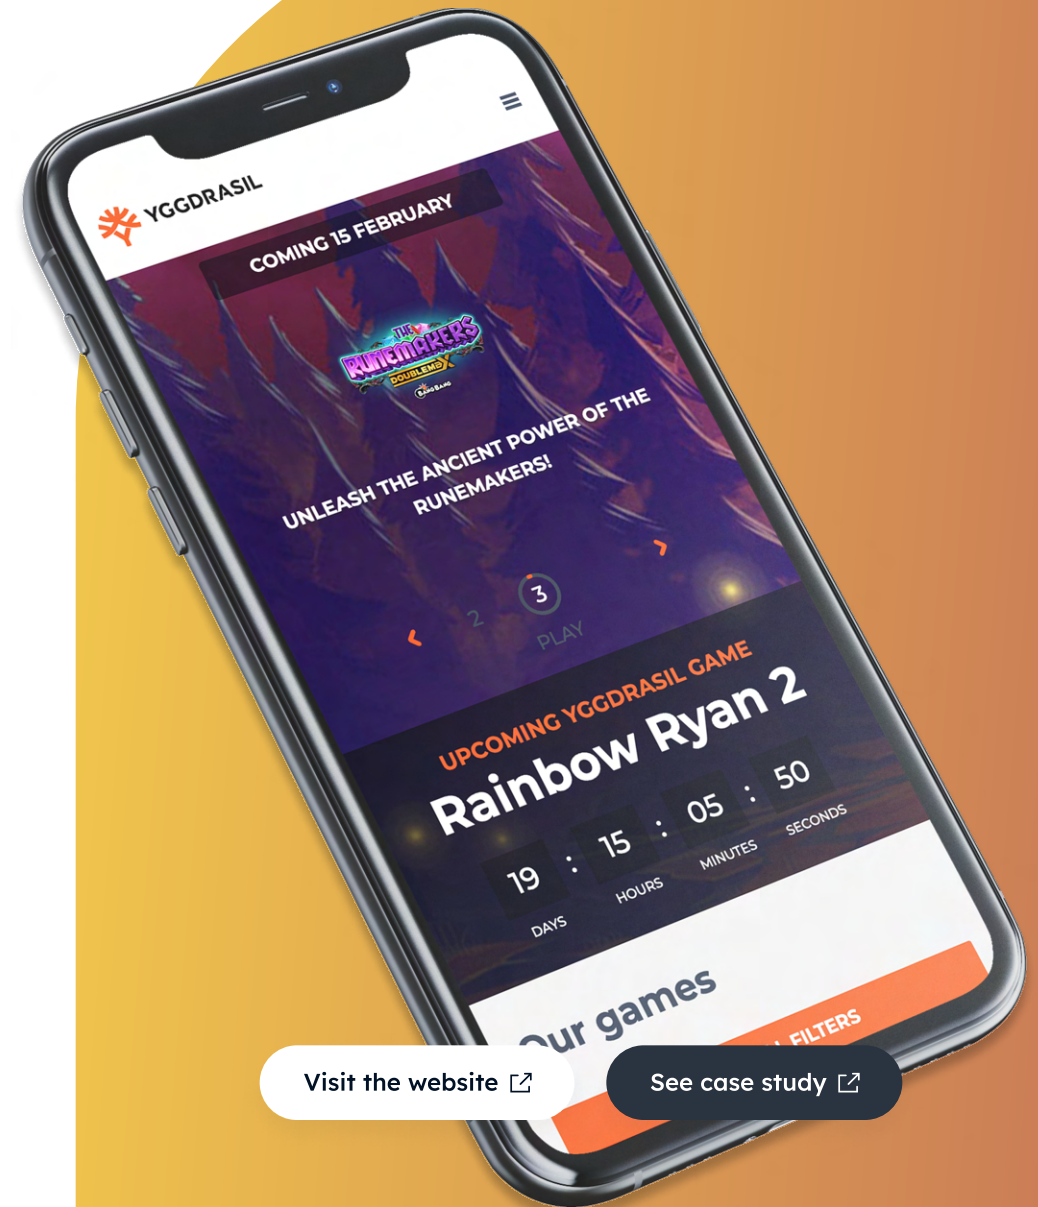 YGGDRASIL
COMING 15 FEBRUARY
THE
RUNEMAKERS
DOUBLEMAX
BANG BANG
UNLEASH THE ANCIENT POWER OF THE
RUNEMAKERS!
2
3
PLAY
UPCOMING YGGDRASIL GAME
Rainbow Ryan 2
19 : 15 : 05 : 50
DAYS HOURS MINUTES SECONDS
Our games
FILTERS
Visit the website
See case study